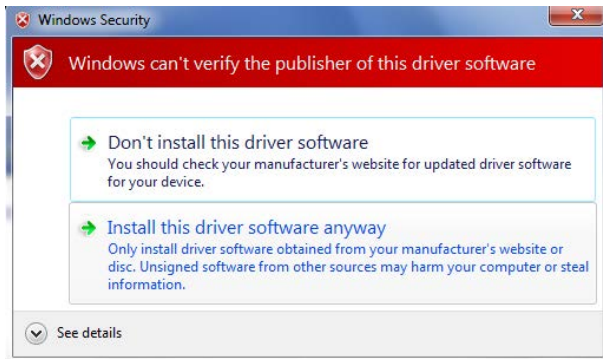 Windows Security
Windows can't verify the publisher of this driver software
Don't install this driver software
You should check your manufacturer's website for updated driver software
for your device.
Install this driver software anyway
Only install driver software obtained from your manufacturer's website or
disc. Unsigned software from other sources may harm your computer or steal
information.
See details